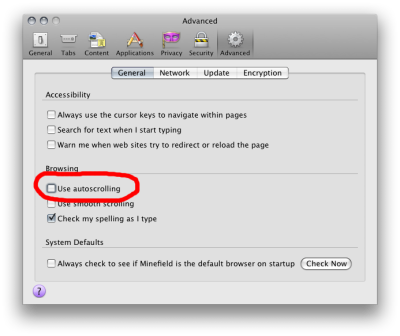 Advanced
General Tabs Content Applications Privacy Security Advanced
General Network Update Encryption
Accessibility
Always use the cursor keys to navigate within pages
Search for text when I start typing
Warn me when web sites try to redirect or reload the page
Browsing
Use autoscrolling
Use smooth scrolling
Check my spelling as I type
System Defaults
Always check to see if Minefield is the default browser on startup Check Now
?